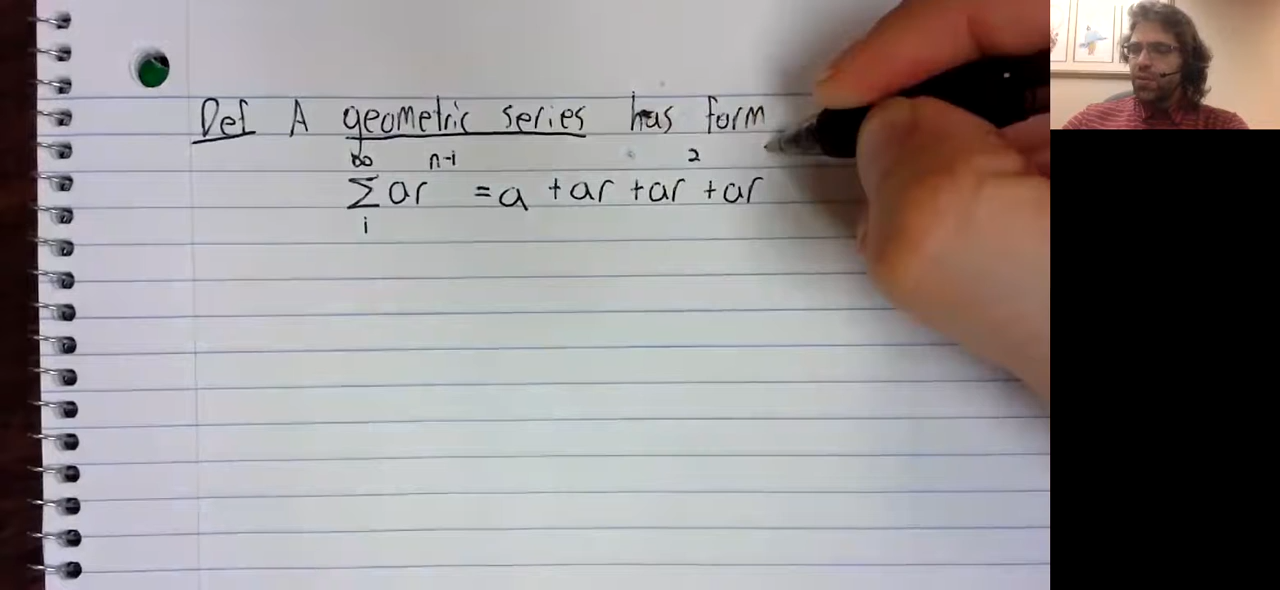 Def A geometric series has form
∞ n-1 2
Σ ar = a + ar + ar + ar
1